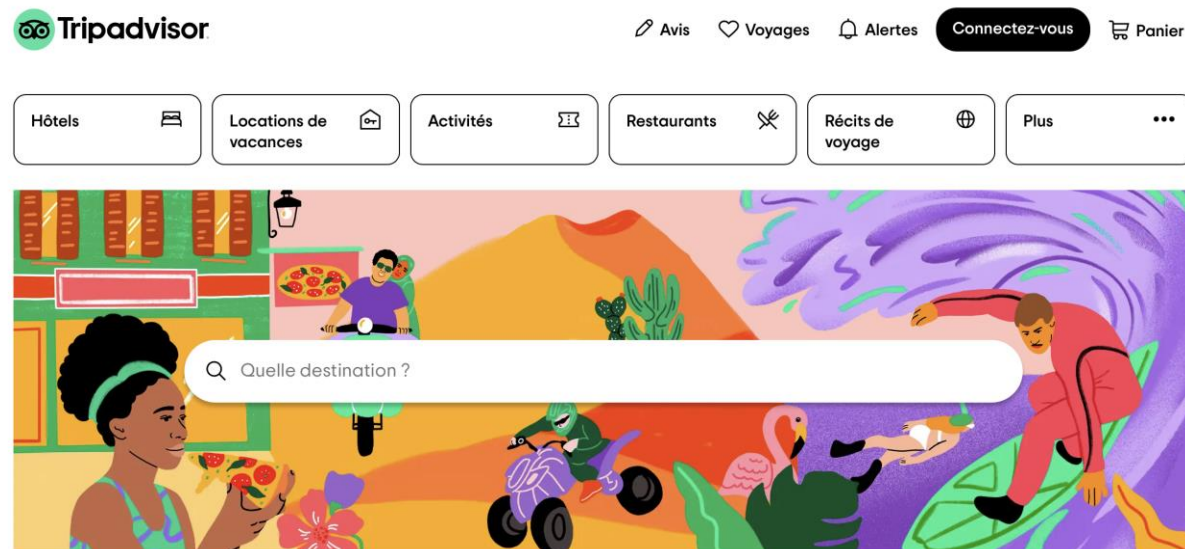 Tripadvisor
Avis
Voyages
Alertes
Connectez-vous
Panier
Hôtels
Locations de
vacances
Activités
Restaurants
Récits de
voyage
Plus
Quelle destination ?